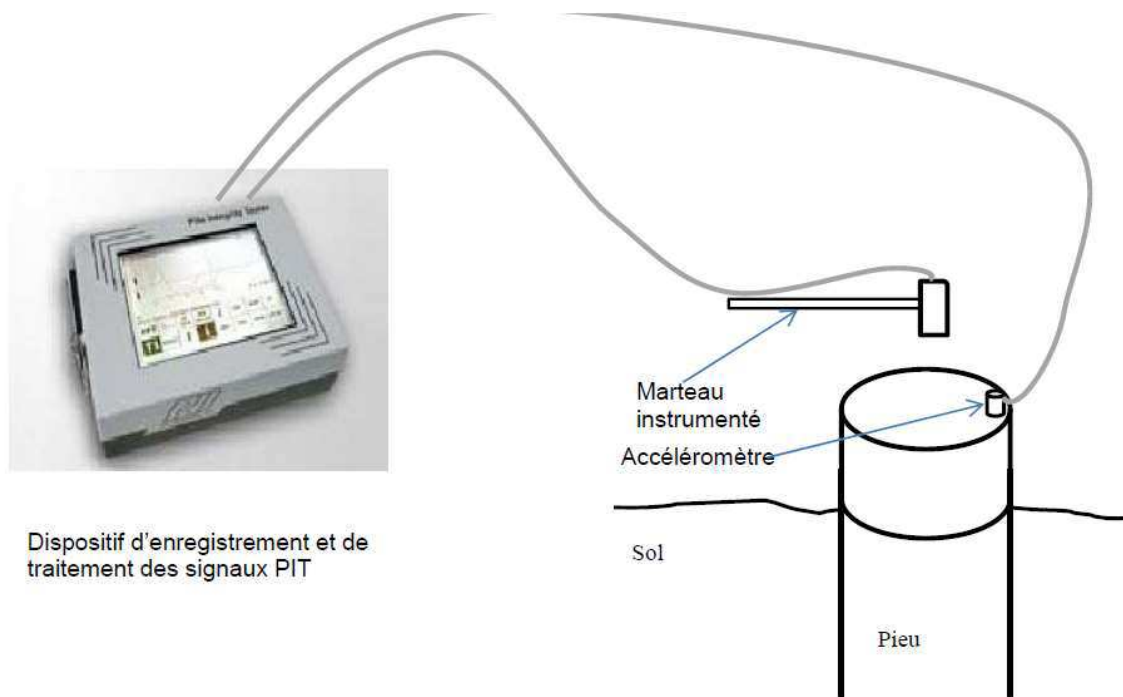 Pile Integrity Tester
Marteau
instrumenté
Accéléromètre
Dispositif d'enregistrement et de
traitement des signaux PIT
Sol
Pieu